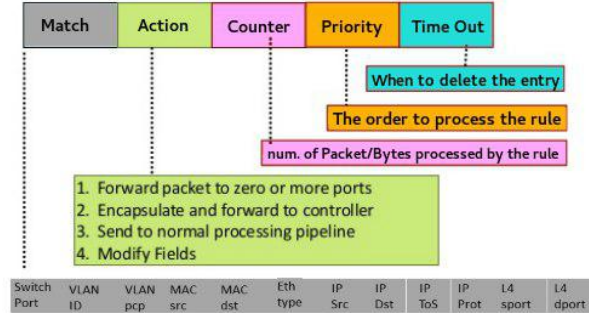 Match Action Counter Priority Time Out
When to delete the entry
The order to process the rule
num. of Packet/Bytes processed by the rule
1. Forward packet to zero or more ports
2. Encapsulate and forward to controller
3. Send to normal processing pipeline
4. Modify Fields
Switch VLAN VLAN MAC MAC Eth IP IP IP IP L4 L4
Port ID pcp src dst type Src Dst ToS Prot sport dport